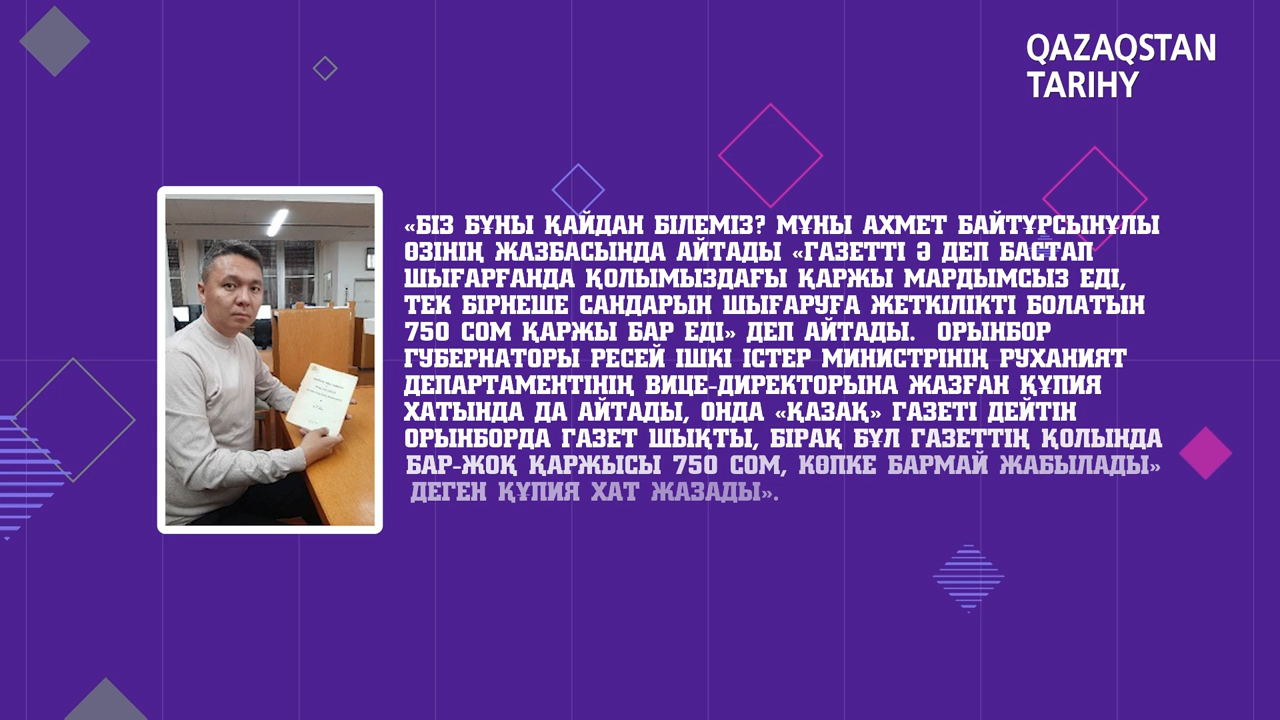 QAZAQSTAN
TARIHY
«БІЗ БҰНЫ ҚАЙДАН БІЛЕМІЗ? МҰНЫ АХМЕТ БАЙТҰРСЫНҰЛЫ
ӨЗІНІҢ ЖАЗБАСЫНДА АЙТАДЫ «ГАЗЕТТІ Ә ДЕП БАСТАП
ШЫҒАРҒАНДА ҚОЛЫМЫЗДАҒЫ ҚАРЖЫ МАРДЫМСЫЗ ЕДІ,
ТЕК БІРНЕШЕ САНДАРЫН ШЫҒАРУҒА ЖЕТКІЛІКТІ БОЛАТЫН
750 СОМ ҚАРЖЫ БАР ЕДІ» ДЕП АЙТАДЫ. ОРЫНБОР
ГУБЕРНАТОРЫ РЕСЕЙ ІШКІ ІСТЕР МИНИСТРІНІҢ РУХАНИЯТ
ДЕПАРТАМЕНТІНІҢ ВИЦЕ-ДИРЕКТОРЫНА ЖАЗҒАН ҚҰПИЯ
ХАТЫНДА ДА АЙТАДЫ, ОНДА «ҚАЗАҚ» ГАЗЕТІ ДЕЙТІН
ОРЫНБОРДА ГАЗЕТ ШЫҚТЫ, БІРАҚ БҰЛ ГАЗЕТТІҢ ҚОЛЫНДА
БАР-ЖОҚ ҚАРЖЫСЫ 750 СОМ, КӨПКЕ БАРМАЙ ЖАБЫЛАДЫ»
ДЕГЕН ҚҰПИЯ ХАТ ЖАЗАДЫ».